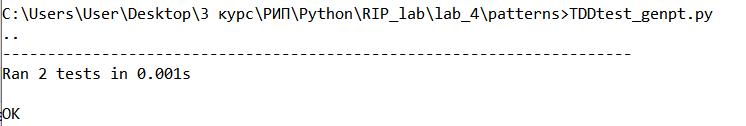 C:\Users\User\Desktop\3 курс\РИП\Python\RIP_lab\lab_4\patterns>TDDtest_genpt.py
..
----------------------------------------------------------------------
Ran 2 tests in 0.001s
OK